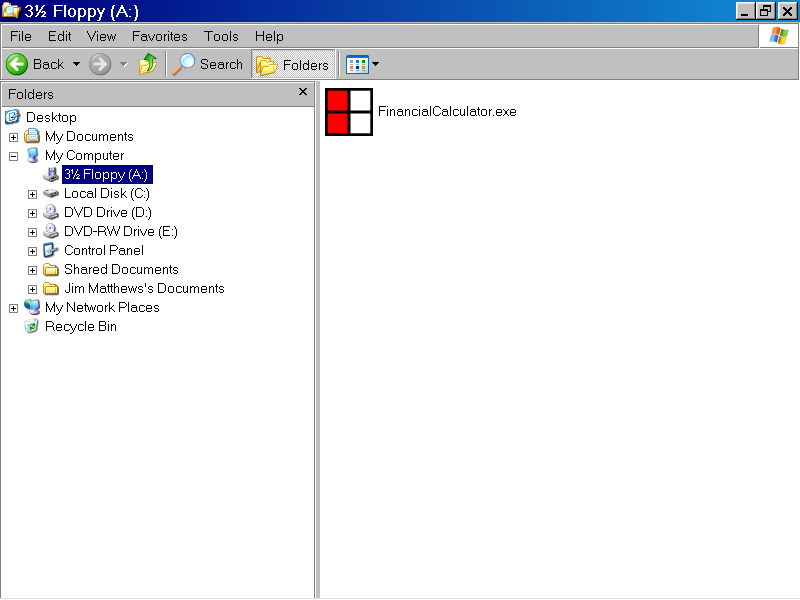 3½ Floppy (A:)
File Edit View Favorites Tools Help
Back Search Folders
Folders
Desktop
My Documents
My Computer
3½ Floppy (A:)
Local Disk (C:)
DVD Drive (D:)
DVD-RW Drive (E:)
Control Panel
Shared Documents
Jim Matthews's Documents
My Network Places
Recycle Bin
FinancialCalculator.exe